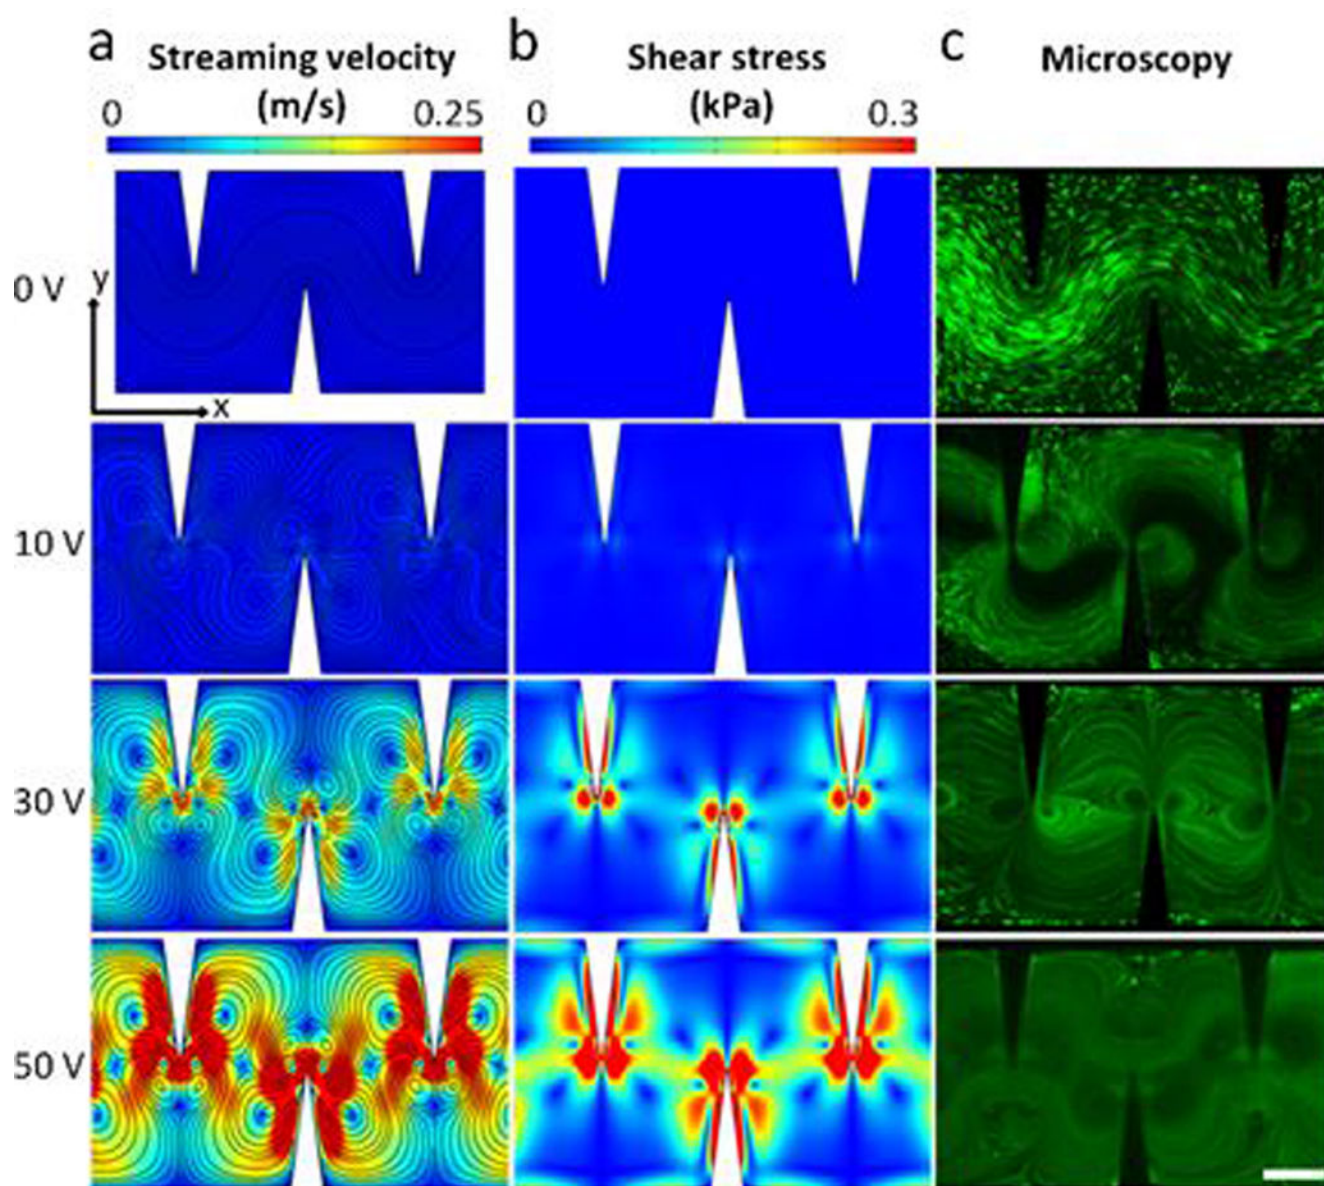 a
Streaming velocity
(m/s)
0
0.25
b
Shear stress
(kPa)
0
0.3
c
Microscopy
0 V
y
x
10 V
30 V
50 V